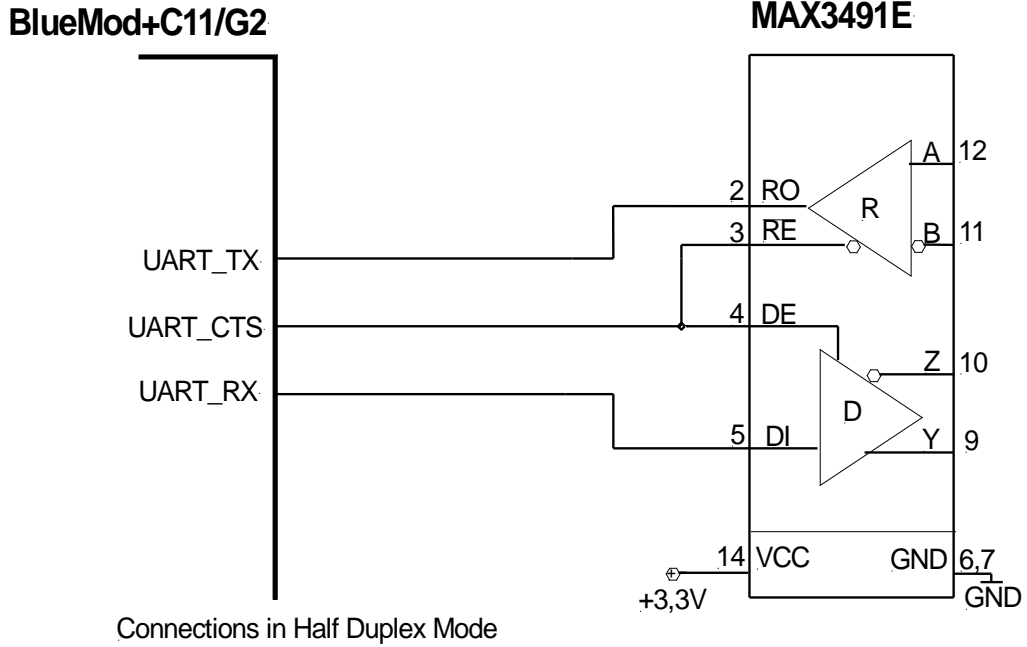 BlueMod+C11/G2
MAX3491E
A 12
2 RO
R
3 RE
B 11
UART_TX
UART_CTS
4 DE
Z 10
UART_RX
D
5 DI
Y 9
14 VCC
GND 6,7
+3,3V
GND
Connections in Half Duplex Mode